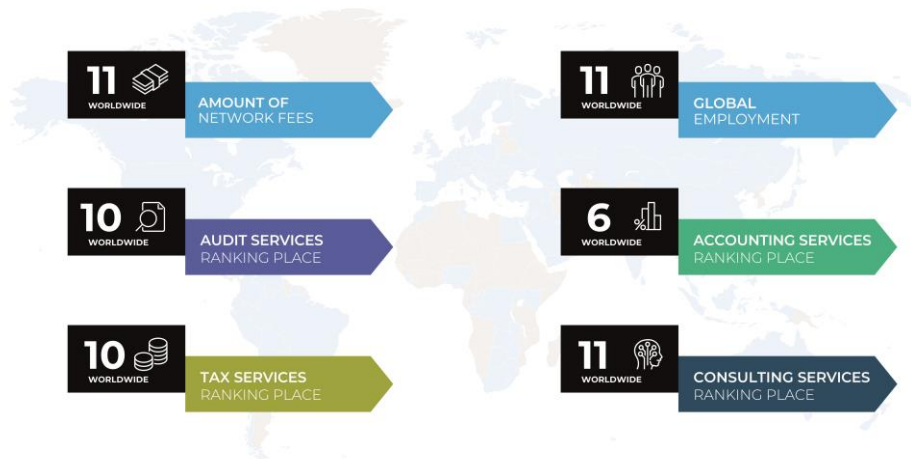 11
WORLDWIDE
AMOUNT OF
NETWORK FEES
11
WORLDWIDE
GLOBAL
EMPLOYMENT
10
WORLDWIDE
AUDIT SERVICES
RANKING PLACE
6
%
WORLDWIDE
ACCOUNTING SERVICES
RANKING PLACE
10
WORLDWIDE
TAX SERVICES
RANKING PLACE
11
WORLDWIDE
CONSULTING SERVICES
RANKING PLACE